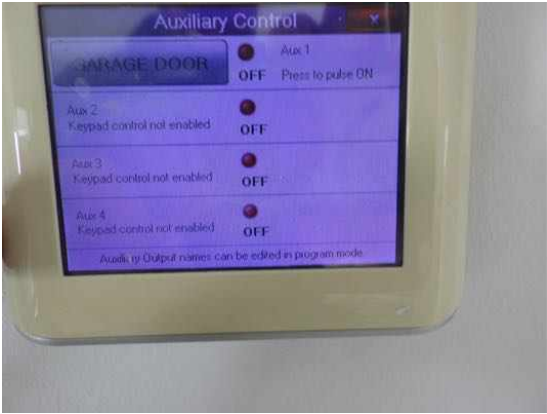 Auxiliary Control
x
GARAGE DOOR
Aux 1
OFF
Press to pulse ON
Aux 2
Keypad control not enabled
OFF
Aux 3
Keypad control not enabled
OFF
Aux 4
Keypad control not enabled
OFF
Auxiliary Output names can be edited in program mode